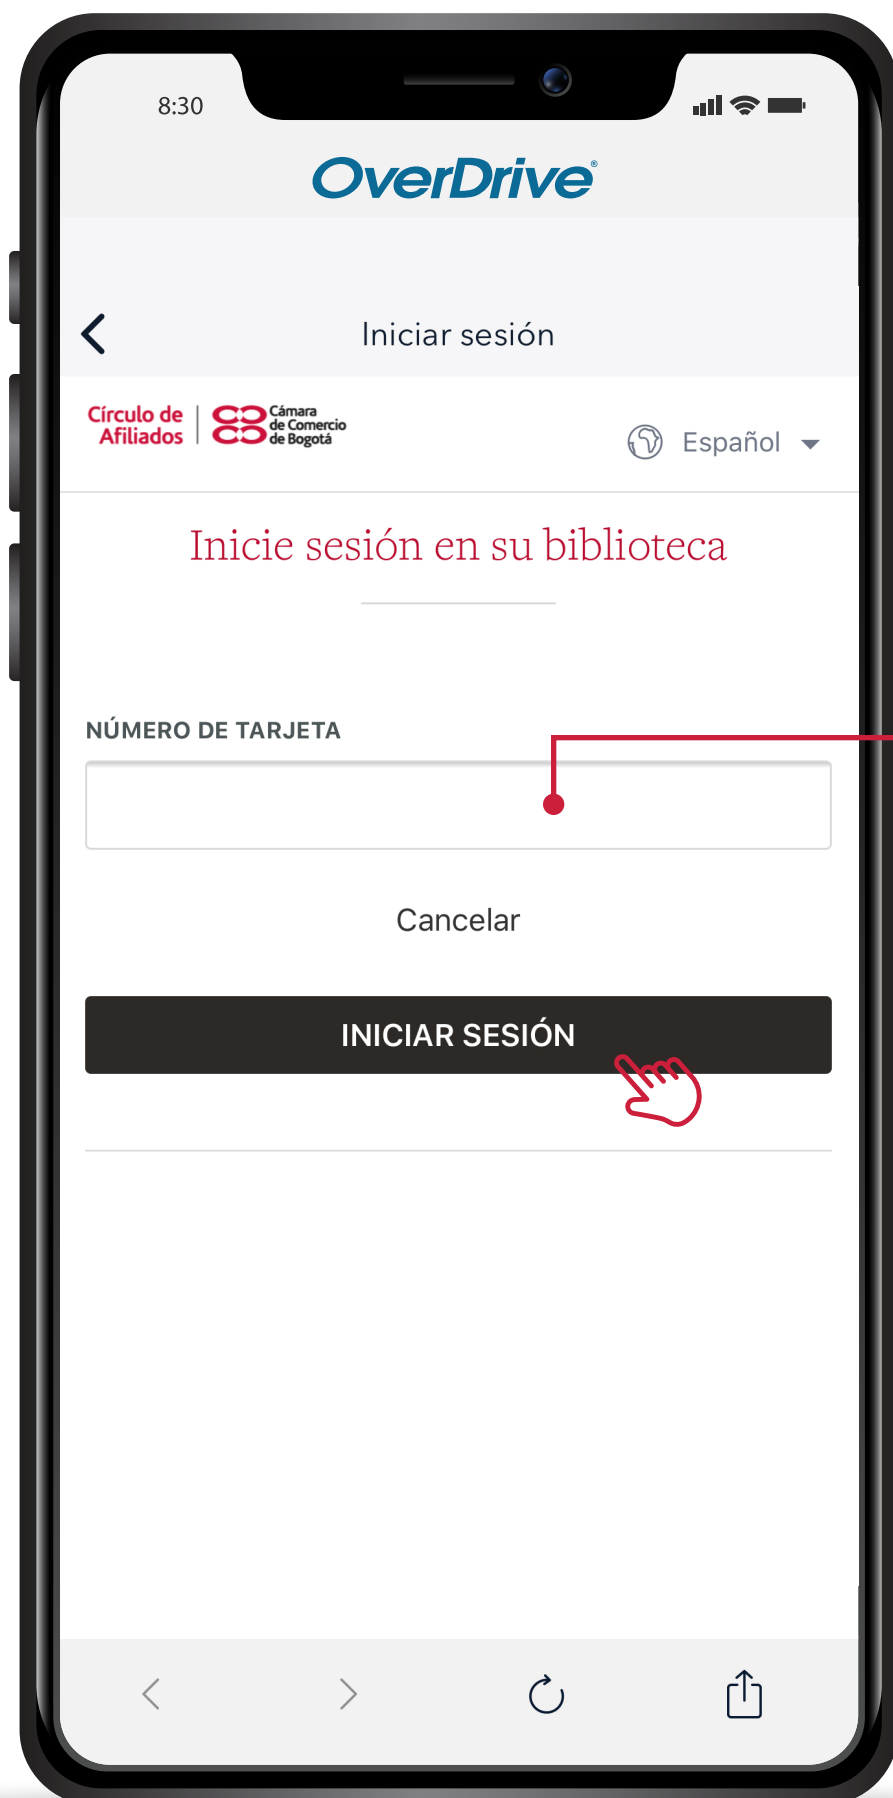 8:30
OverDrive®
Iniciar sesión
Círculo de
Afiliados
Cámara
de Comercio
de Bogotá
Español
Inicie sesión en su biblioteca
NÚMERO DE TARJETA
Cancelar
INICIAR SESIÓN